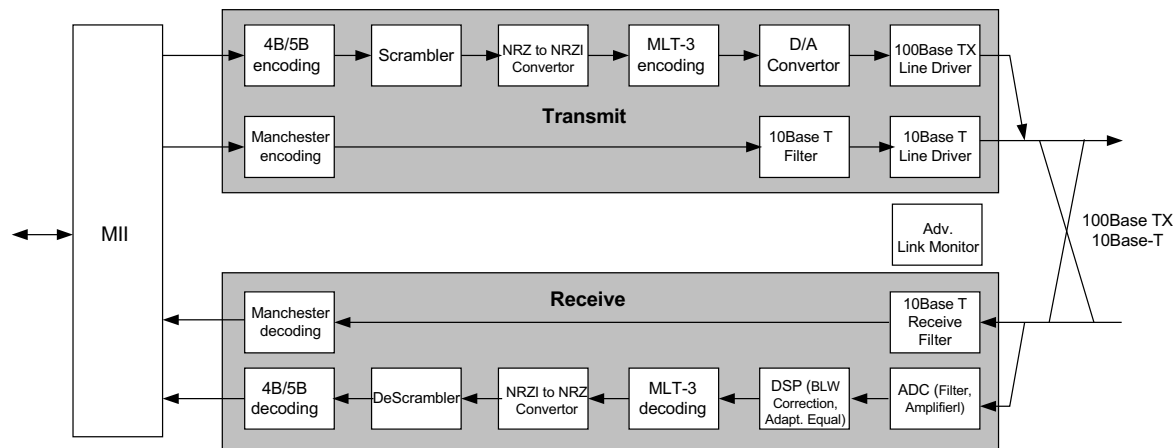 MII
4B/5B
encoding
Scrambler
NRZ to NRZI
Convertor
MLT-3
encoding
D/A
Convertor
100Base TX
Line Driver
Transmit
Manchester
encoding
10Base T
Filter
10Base T
Line Driver
Adv.
Link Monitor
100Base TX
10Base-T
Receive
Manchester
decoding
10Base T
Receive
Filter
4B/5B
decoding
DeScrambler
NRZI to NRZ
Convertor
MLT-3
decoding
DSP (BLW
Correction,
Adapt. Equal)
ADC (Filter,
Amplifierl)